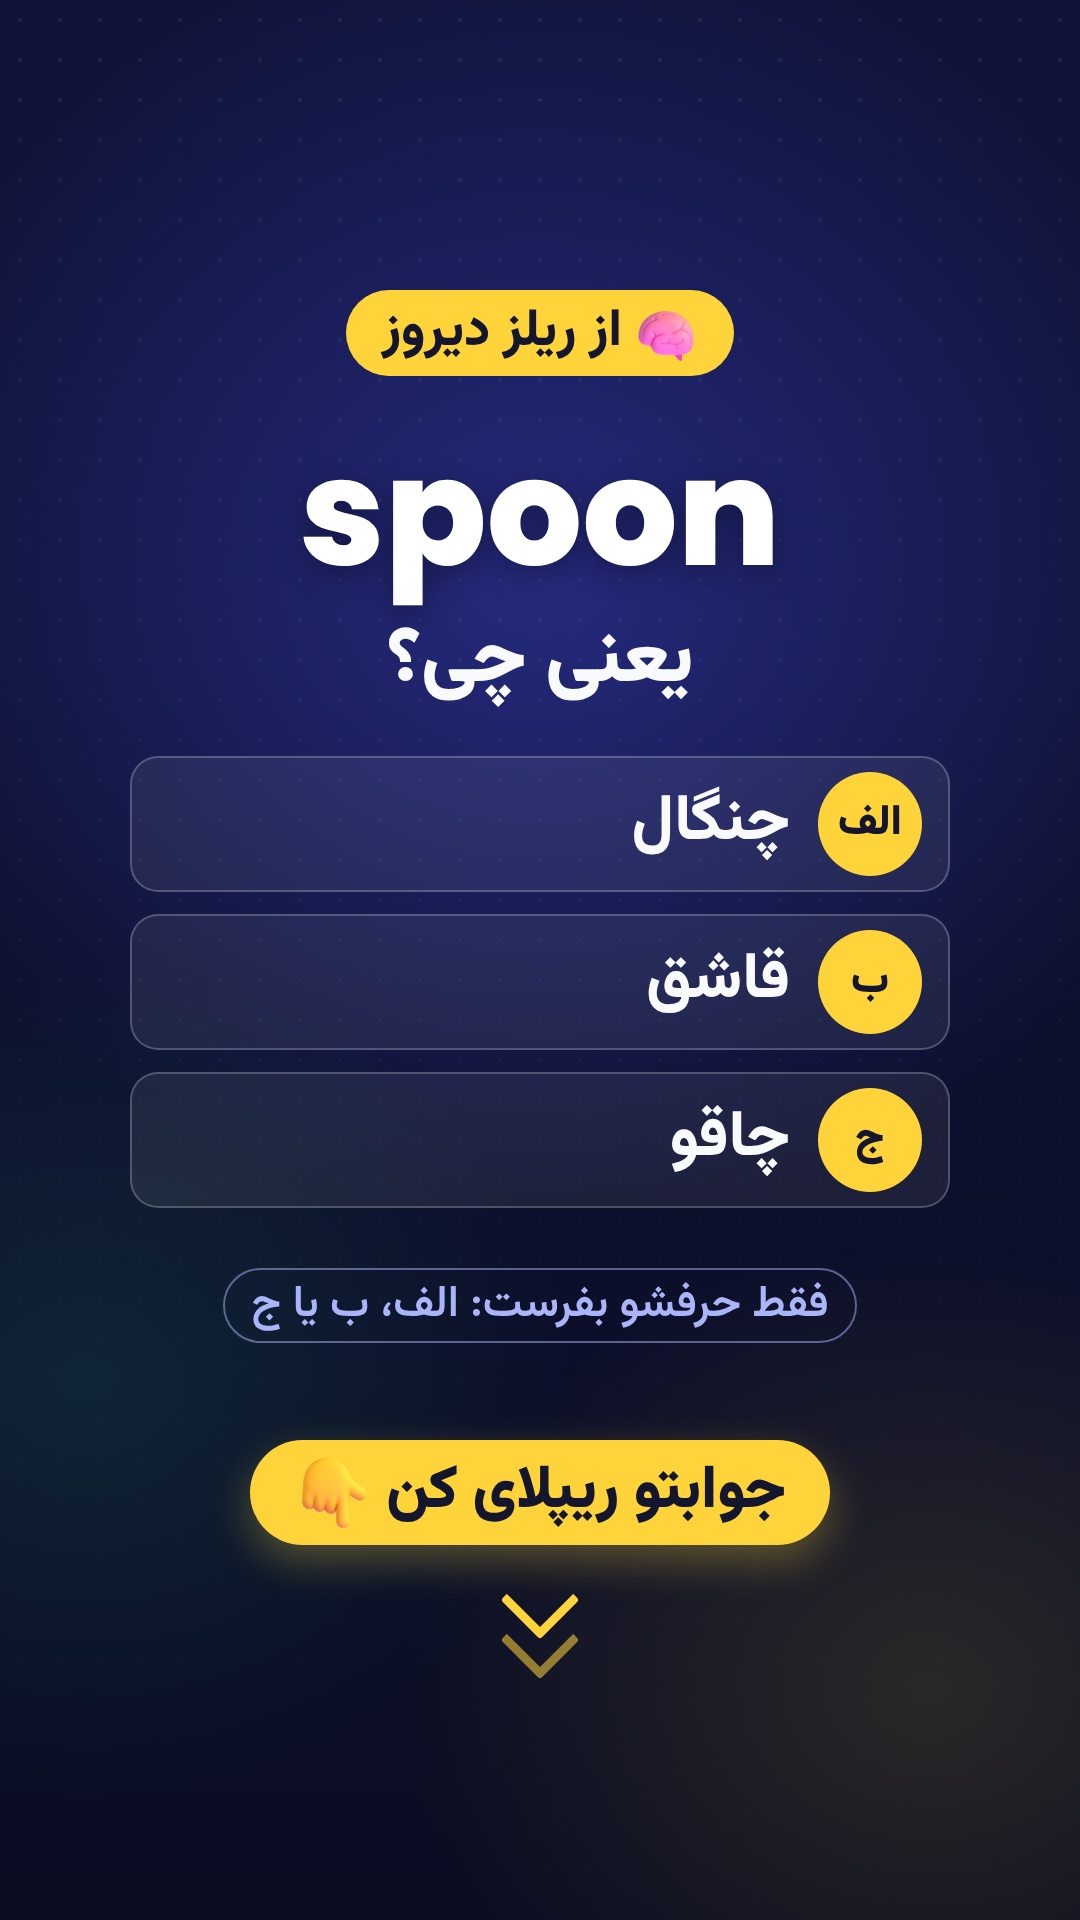 🧠 از ریلز دیروز
spoon
یعنی چی؟
الف چنگال
ب قاشق
ج چاقو
فقط حرفشو بفرست: الف، ب یا ج
جوابتو ریپلای کن 👇